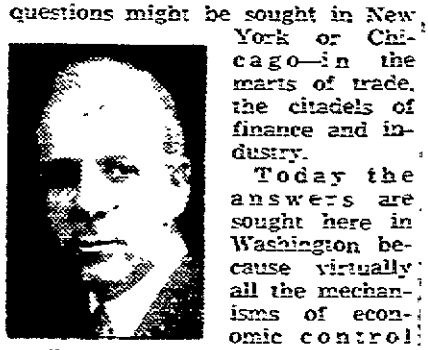 questions might be sought in New
York or Chi-
cago—in the
marts of trade,
the citadels of
finance and in-
dustry.
Today the
answers are
sought here in
Washington be-
cause virtually
all the mechan-
isms of econ-
omic control